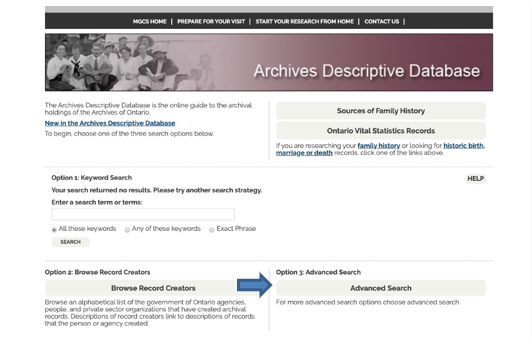 MGCS HOME | PREPARE FOR YOUR VISIT | START YOUR RESEARCH FROM HOME | CONTACT US |
Archives Descriptive Database
The Archives Descriptive Database is the online guide to the archival
holdings of the Archives of Ontario.
New in the Archives Descriptive Database
To begin, choose one of the three search options below.
Sources of Family History
Ontario Vital Statistics Records
If you are researching your family history or looking for historic birth,
marriage or death records, click one of the links above.
Option 1: Keyword Search
HELP
Your search returned no results. Please try another search strategy.
Enter a search term or terms:
All these keywords Any of these keywords Exact Phrase
SEARCH
Option 2: Browse Record Creators
Browse Record Creators
Browse an alphabetical list of the government of Ontario agencies,
people, and private sector organizations that have created archival
records. Descriptions of record creators link to descriptions of records
that the person or agency created.
Option 3: Advanced Search
Advanced Search
For more advanced search options choose advanced search.